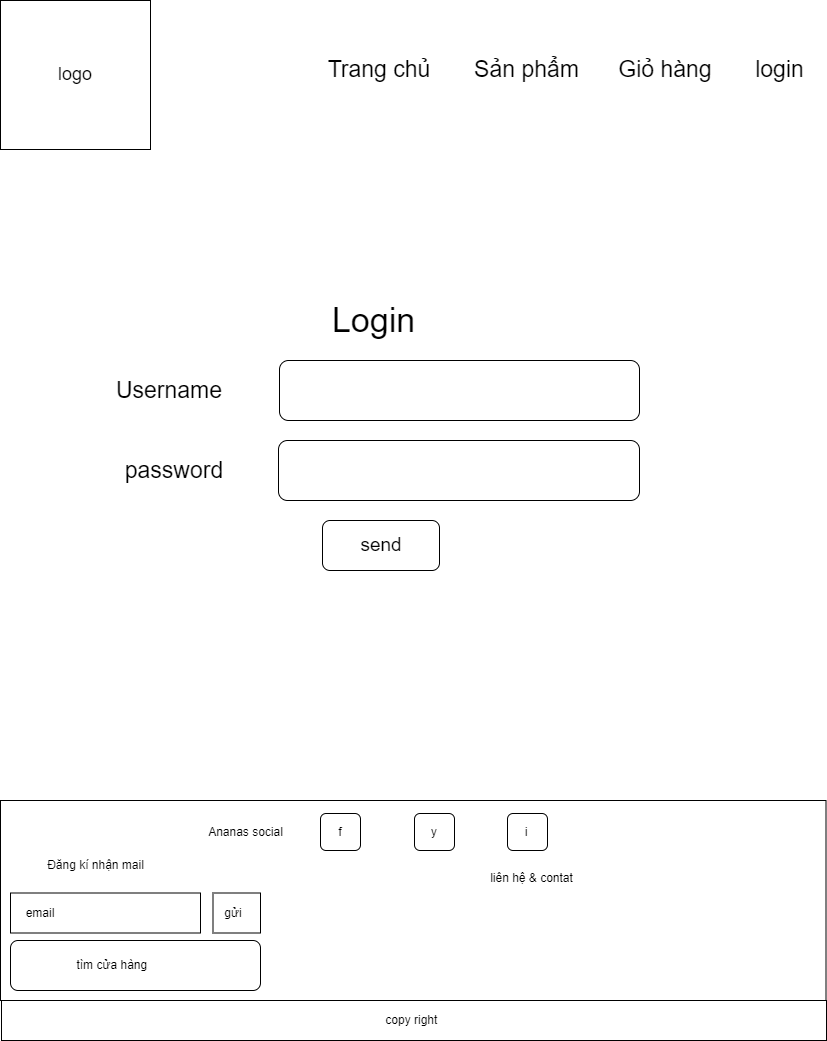 logo
Trang chủ
Sản phẩm
Giỏ hàng
login
Login
Username
password
send
Ananas social
f
y
i
Đăng kí nhận mail
liên hệ & contat
email
gửi
tìm cửa hàng
copy right